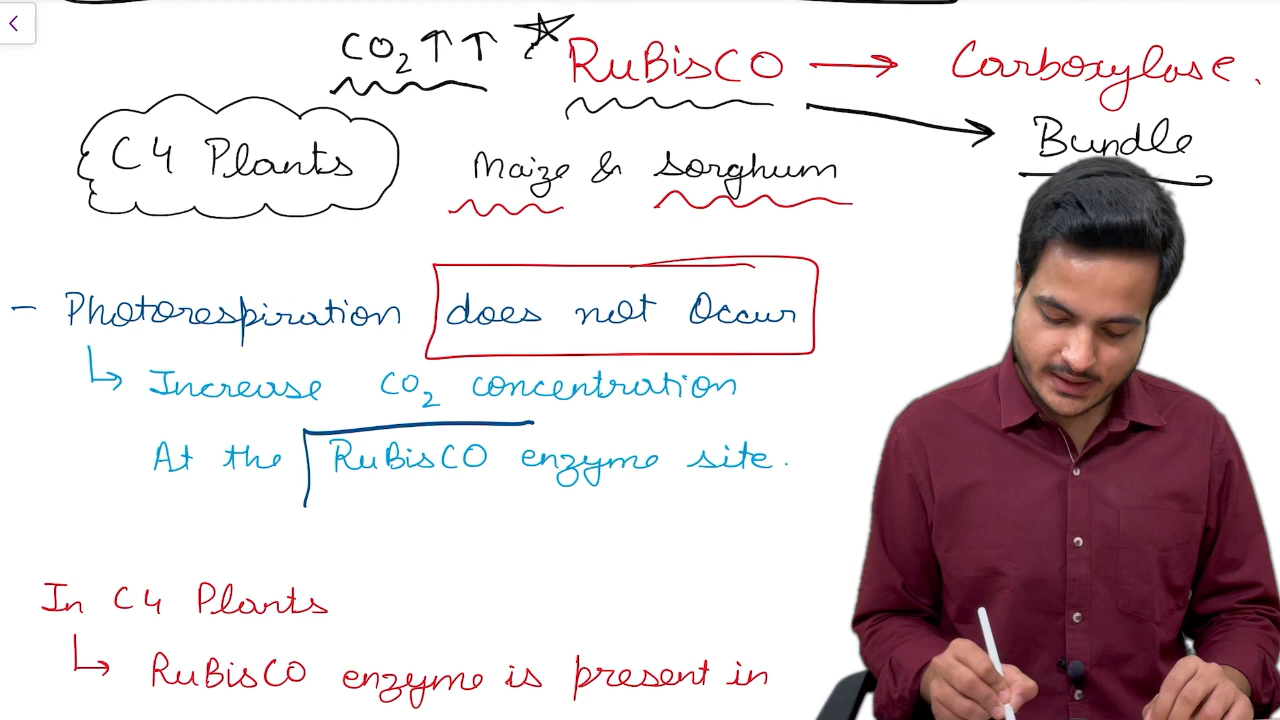 CO2↑↑ RuBisCO → Carboxylase.
C4 Plants Maize & Sorghum Bundle
- Photorespiration does not Occur
↳ Increase CO2 concentration
At the RuBisCO enzyme site.
In C4 Plants
↳ RuBisCO enzyme is present in